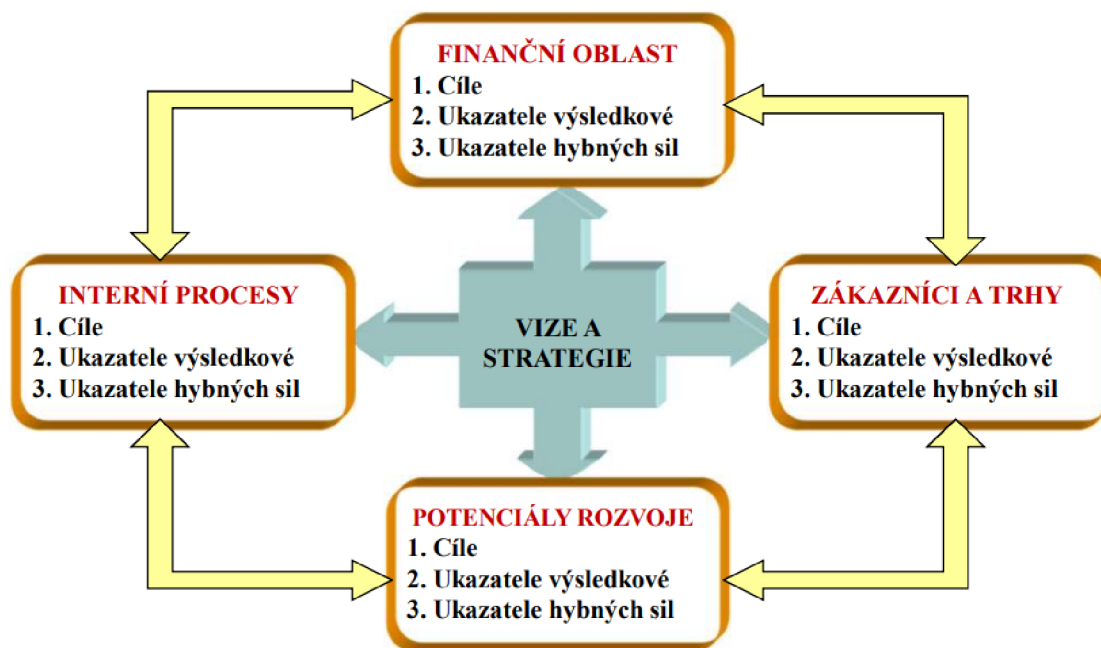 FINANČNÍ OBLAST
1. Cíle
2. Ukazatele výsledkové
3. Ukazatele hybných sil
INTERNÍ PROCESY
1. Cíle
2. Ukazatele výsledkové
3. Ukazatele hybných sil
VIZE A
STRATEGIE
ZÁKAZNÍCI A TRHY
1. Cíle
2. Ukazatele výsledkové
3. Ukazatele hybných sil
POTENCIÁLY ROZVOJE
1. Cíle
2. Ukazatele výsledkové
3. Ukazatele hybných sil